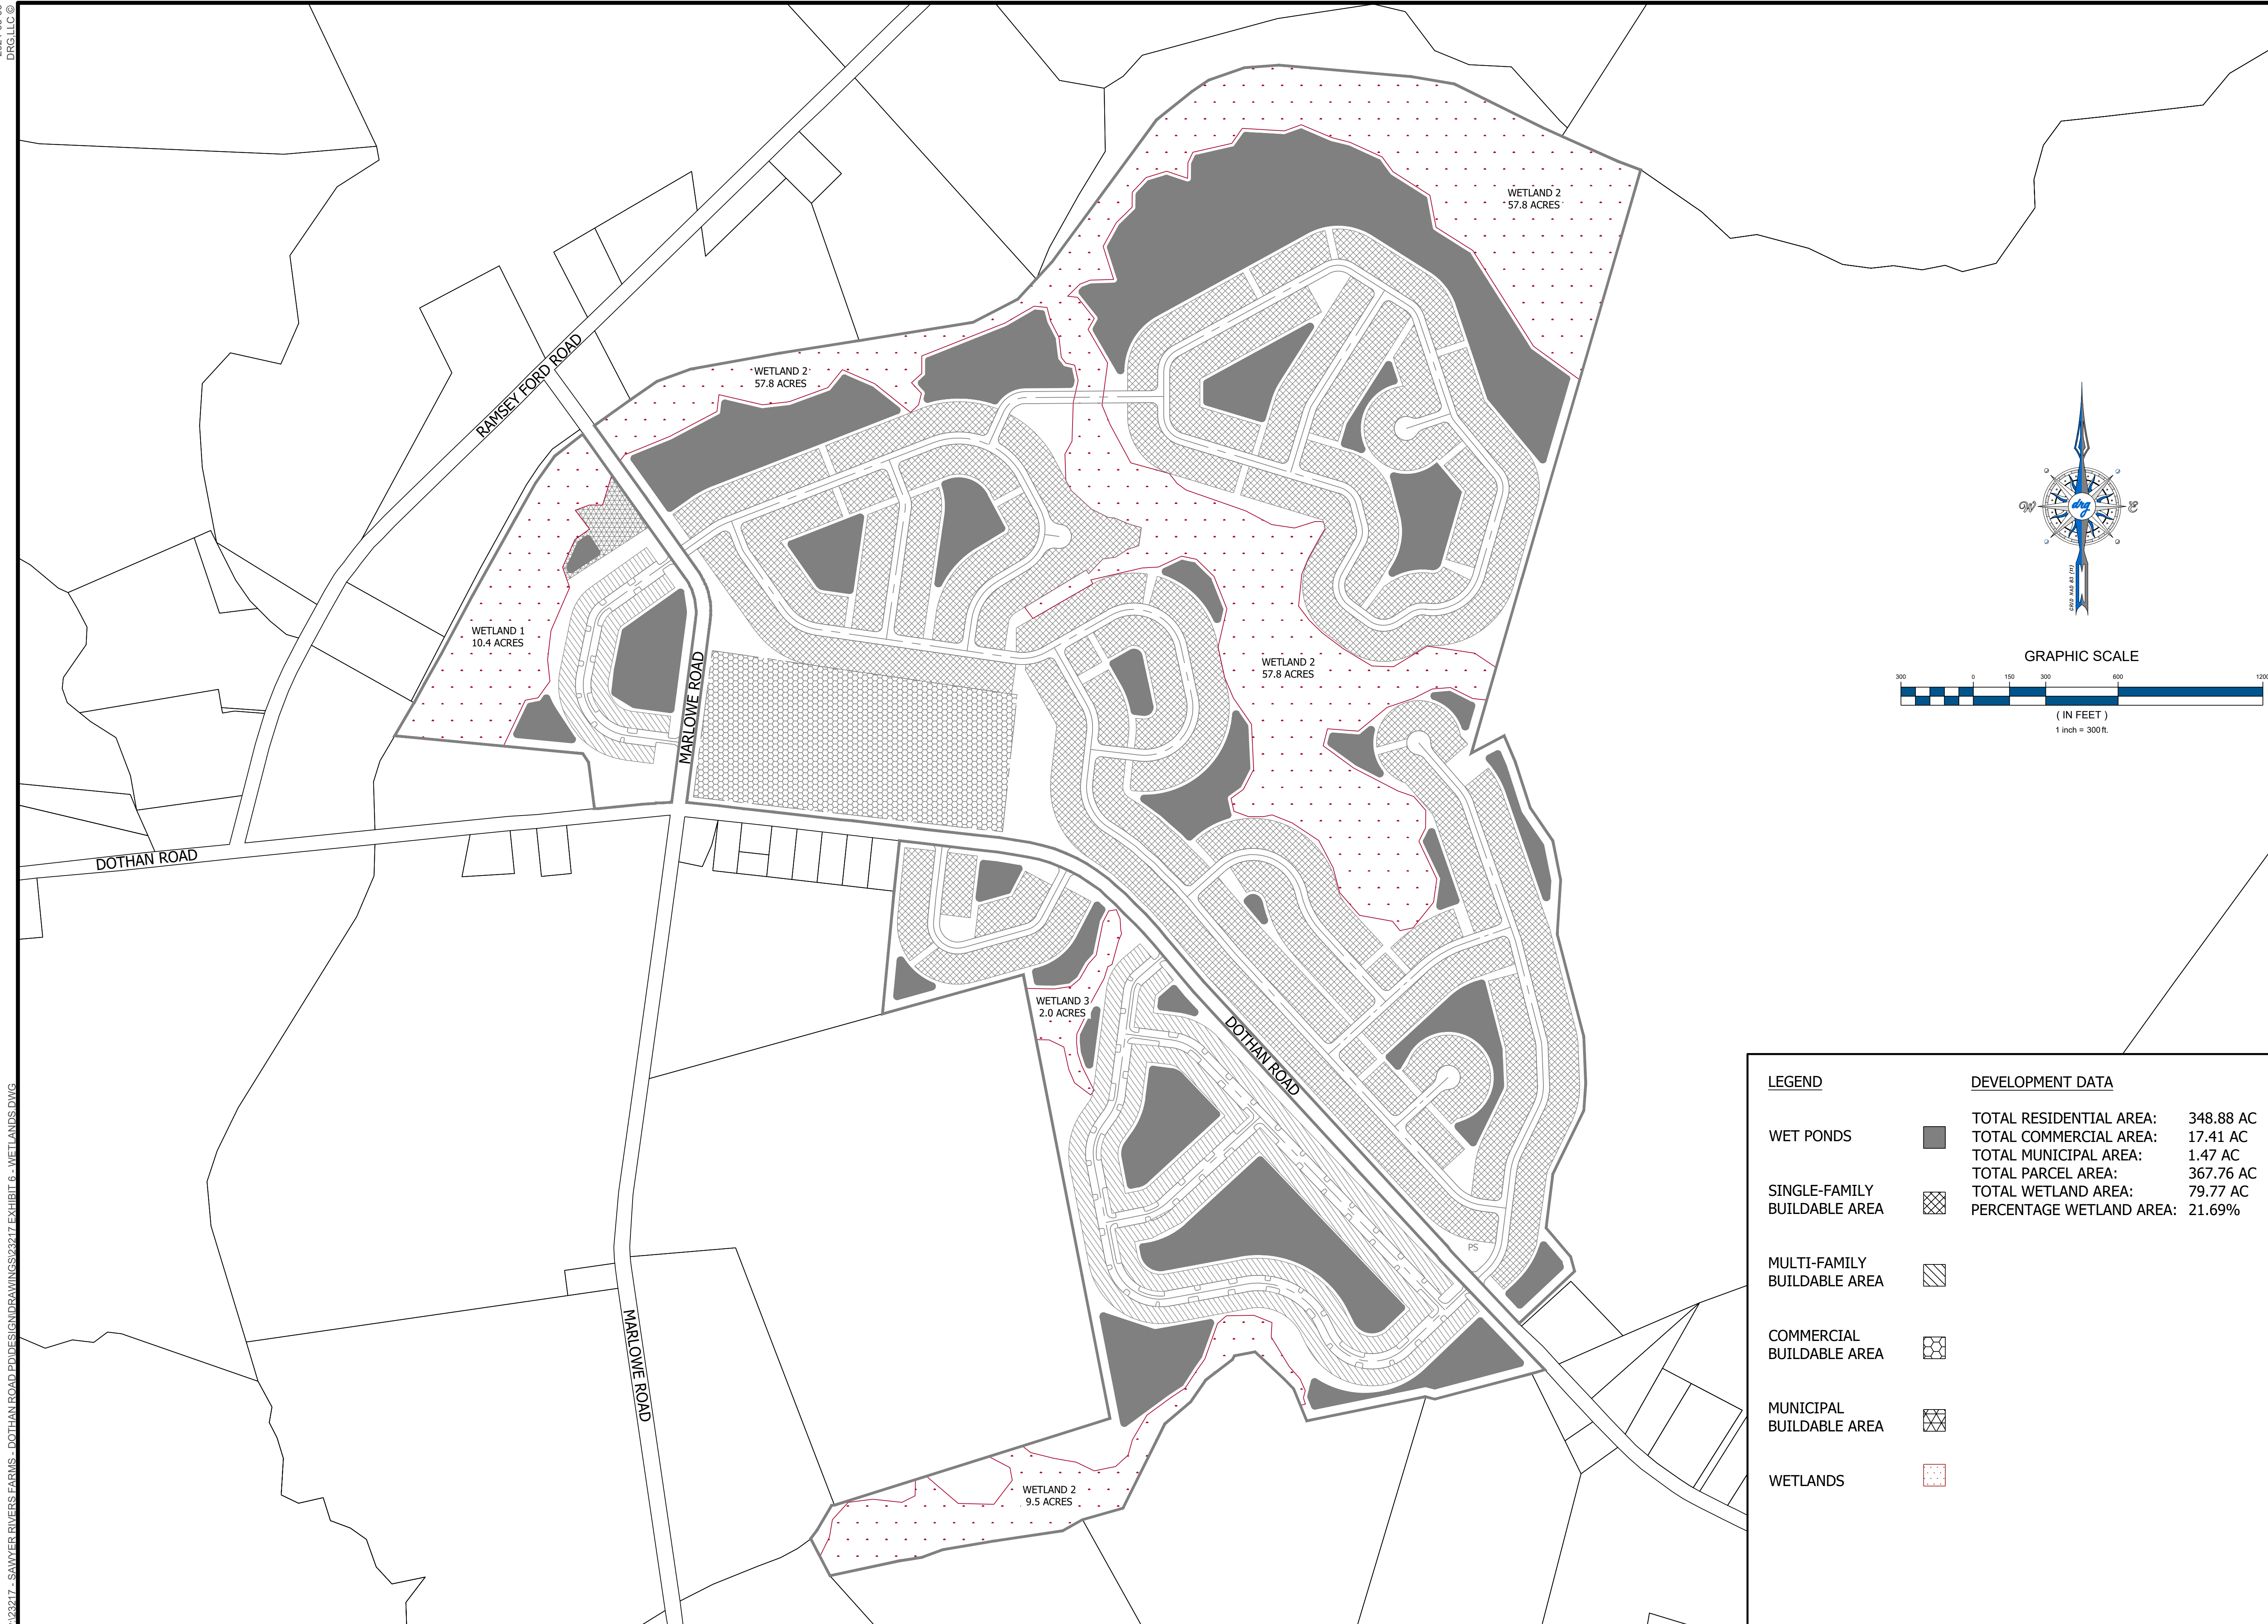 DRG,LLC ©
WETLAND 2
57.8 ACRES
WETLAND 2
57.8 ACRES
RAMSEY FORD ROAD
WETLAND 1
10.4 ACRES
MARLOWE ROAD
WETLAND 2
57.8 ACRES
DOTHAN ROAD
WETLAND 3
2.0 ACRES
DOTHAN ROAD
PS
MARLOWE ROAD
WETLAND 2
9.5 ACRES
W
drg
E
GRID NAD 83 (11)
GRAPHIC SCALE
300 0 150 300 600 1200
( IN FEET )
1 inch = 300 ft.
LEGEND
WET PONDS
SINGLE-FAMILY
BUILDABLE AREA
MULTI-FAMILY
BUILDABLE AREA
COMMERCIAL
BUILDABLE AREA
MUNICIPAL
BUILDABLE AREA
WETLANDS
DEVELOPMENT DATA
TOTAL RESIDENTIAL AREA: 348.88 AC
TOTAL COMMERCIAL AREA: 17.41 AC
TOTAL MUNICIPAL AREA: 1.47 AC
TOTAL PARCEL AREA: 367.76 AC
TOTAL WETLAND AREA: 79.77 AC
PERCENTAGE WETLAND AREA: 21.69%
23217 - SAWYER RIVERS FARMS - DOTHAN ROAD PD\DESIGN\DRAWINGS\23217 EXHIBIT 6 - WETLANDS.DWG